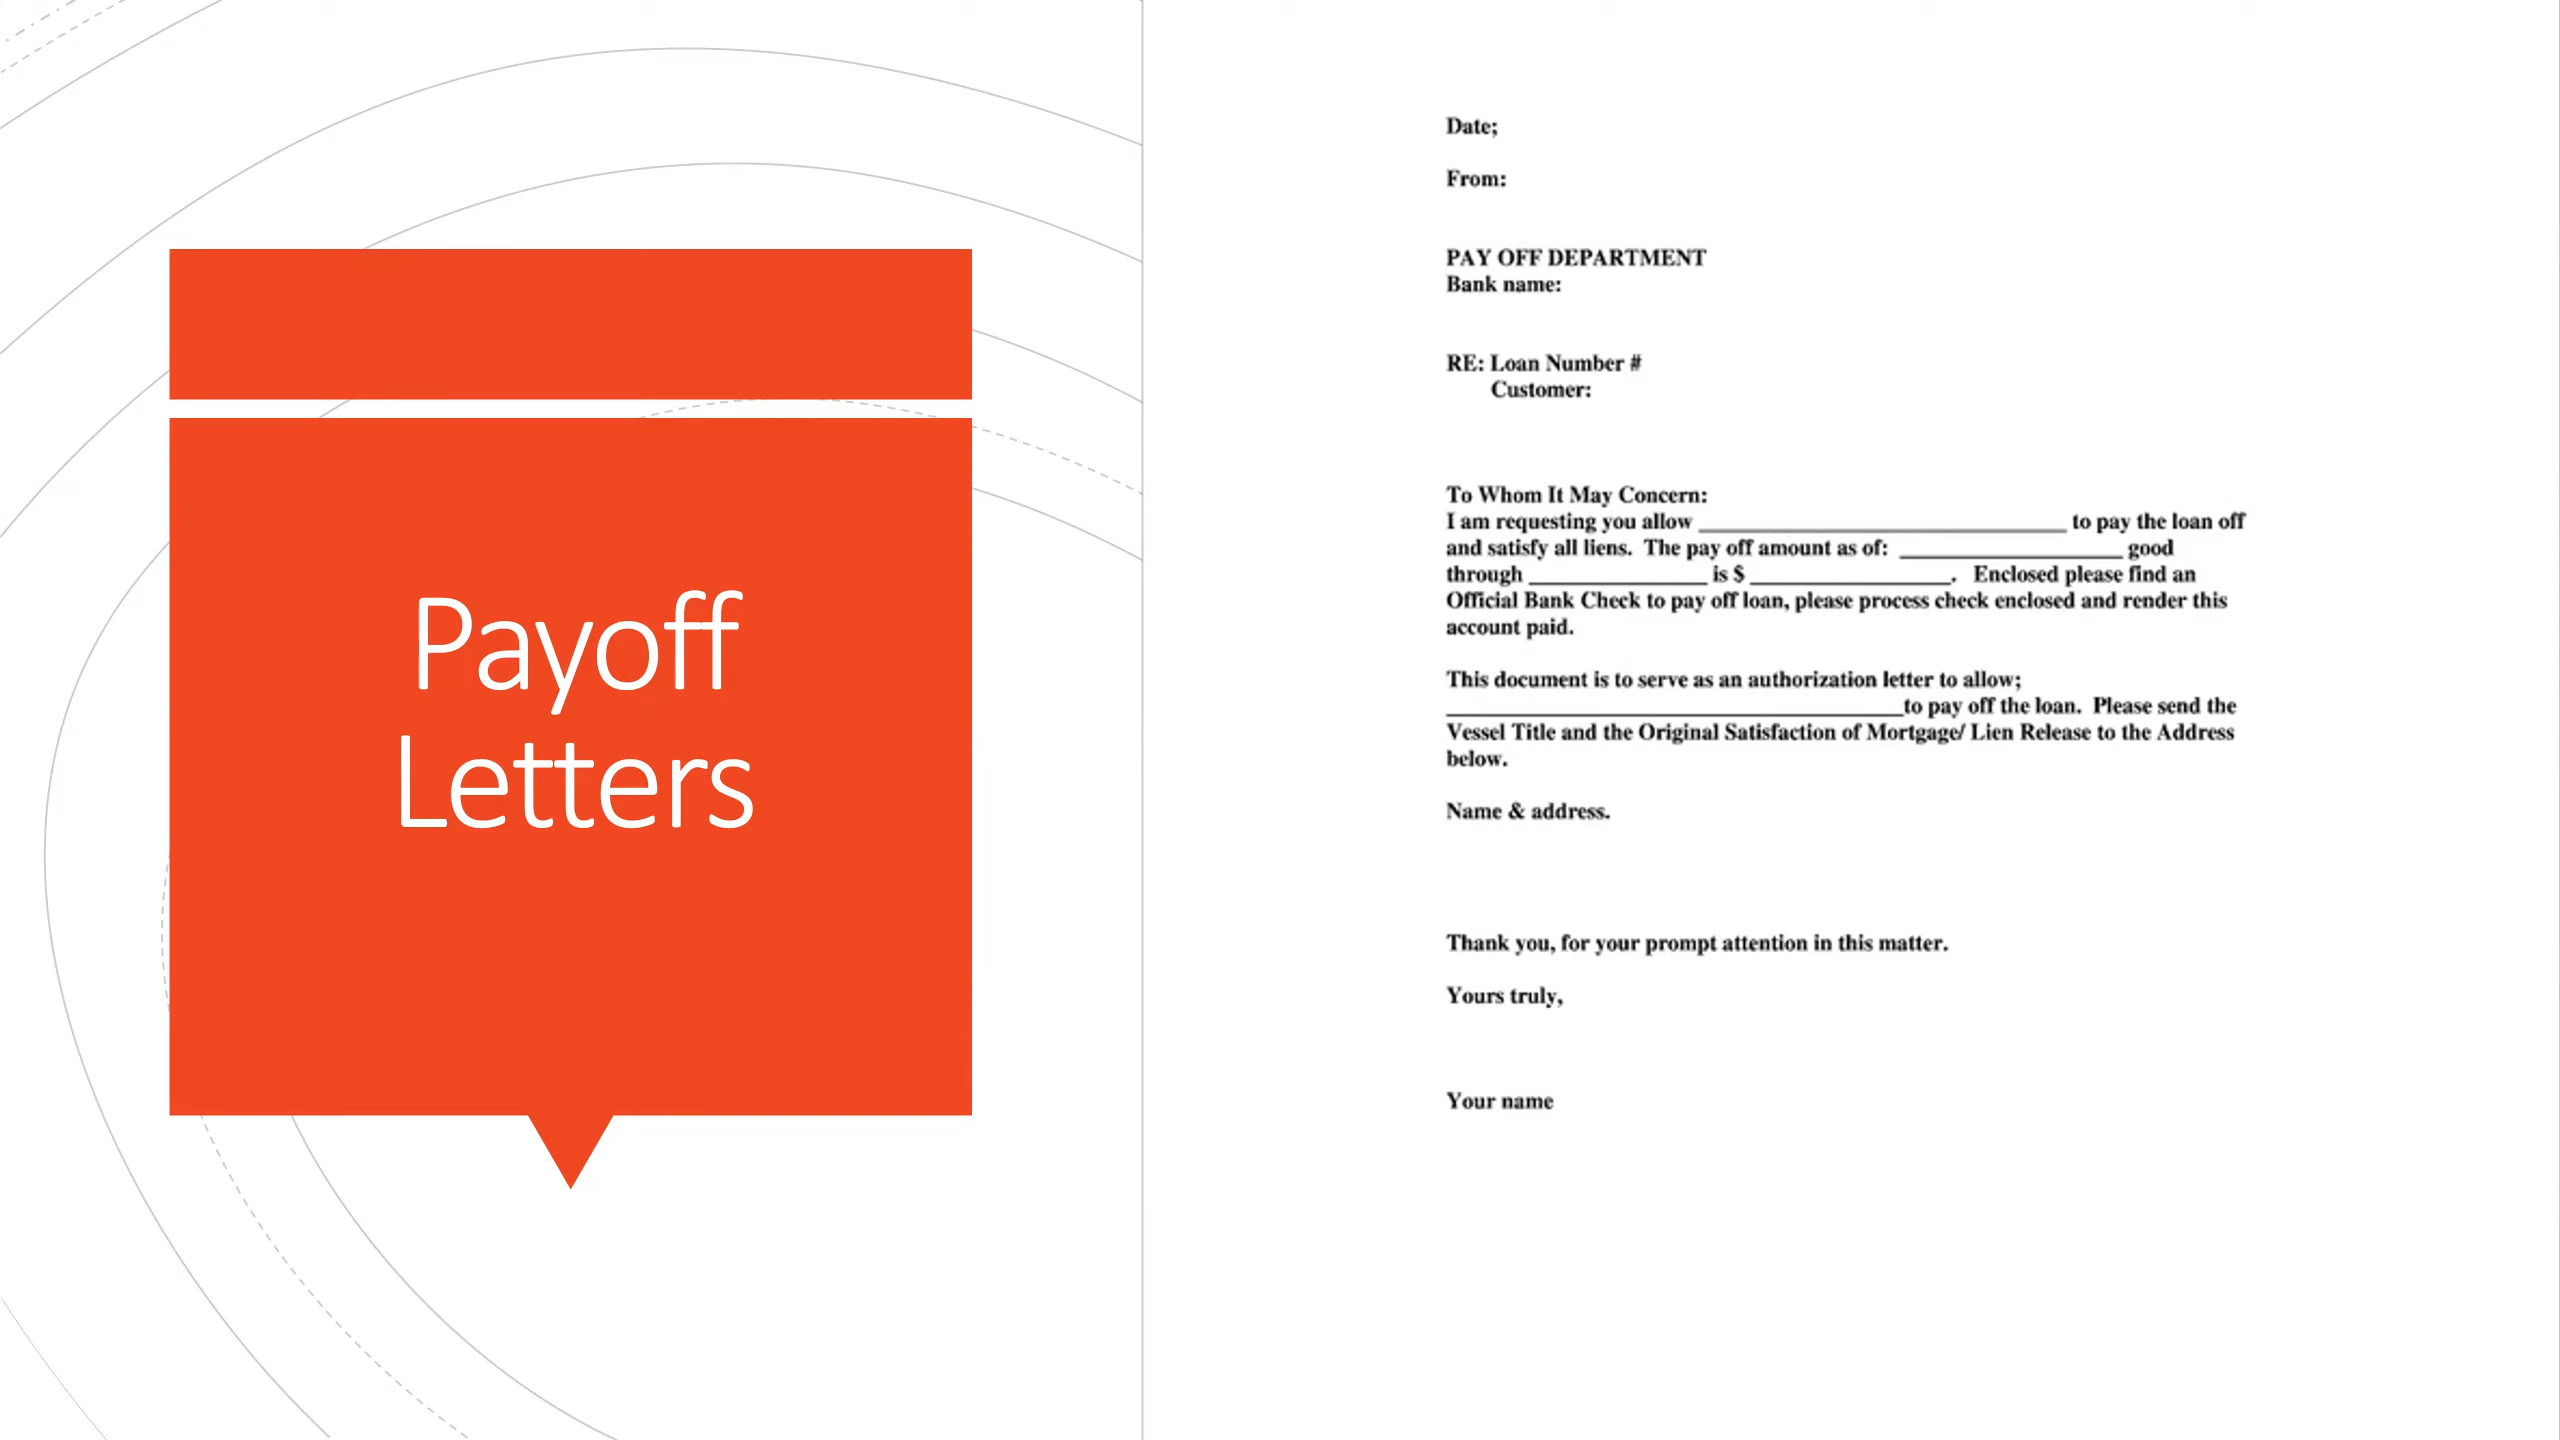 Payoff
Letters
Date;
From:
PAY OFF DEPARTMENT
Bank name:
RE: Loan Number #
Customer:
To Whom It May Concern:
I am requesting you allow ______________________________ to pay the loan off
and satisfy all liens.  The pay off amount as of:  __________________ good
through ______________ is $ ________________.   Enclosed please find an
Official Bank Check to pay off loan, please process check enclosed and render this
account paid.
This document is to serve as an authorization letter to allow;
_____________________________________to pay off the loan.  Please send the
Vessel Title and the Original Satisfaction of Mortgage/ Lien Release to the Address
below.
Name & address.
Thank you, for your prompt attention in this matter.
Yours truly,
Your name